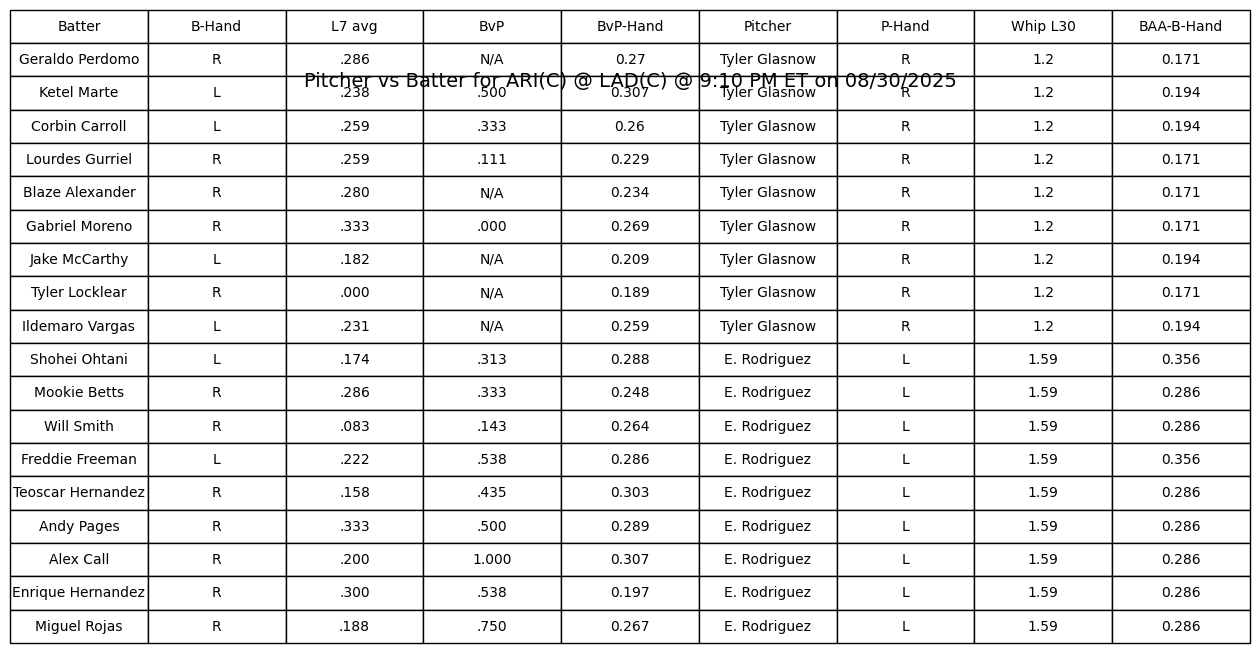 Batter B-Hand L7 avg BvP BvP-Hand Pitcher P-Hand Whip L30 BAA-B-Hand
Geraldo Perdomo R .286 N/A 0.27 Tyler Glasnow R 1.2 0.171
Pitcher vs Batter for ARI(C) @ LAD(C) @ 9:10 PM ET on 08/30/2025
Ketel Marte L .238 .500 0.307 Tyler Glasnow R 1.2 0.194
Corbin Carroll L .259 .333 0.26 Tyler Glasnow R 1.2 0.194
Lourdes Gurriel R .259 .111 0.229 Tyler Glasnow R 1.2 0.171
Blaze Alexander R .280 N/A 0.234 Tyler Glasnow R 1.2 0.171
Gabriel Moreno R .333 .000 0.269 Tyler Glasnow R 1.2 0.171
Jake McCarthy L .182 N/A 0.209 Tyler Glasnow R 1.2 0.194
Tyler Locklear R .000 N/A 0.189 Tyler Glasnow R 1.2 0.171
Ildemaro Vargas L .231 N/A 0.259 Tyler Glasnow R 1.2 0.194
Shohei Ohtani L .174 .313 0.288 E. Rodriguez L 1.59 0.356
Mookie Betts R .286 .333 0.248 E. Rodriguez L 1.59 0.286
Will Smith R .083 .143 0.264 E. Rodriguez L 1.59 0.286
Freddie Freeman L .222 .538 0.286 E. Rodriguez L 1.59 0.356
Teoscar Hernandez R .158 .435 0.303 E. Rodriguez L 1.59 0.286
Andy Pages R .333 .500 0.289 E. Rodriguez L 1.59 0.286
Alex Call R .200 1.000 0.307 E. Rodriguez L 1.59 0.286
Enrique Hernandez R .300 .538 0.197 E. Rodriguez L 1.59 0.286
Miguel Rojas R .188 .750 0.267 E. Rodriguez L 1.59 0.286